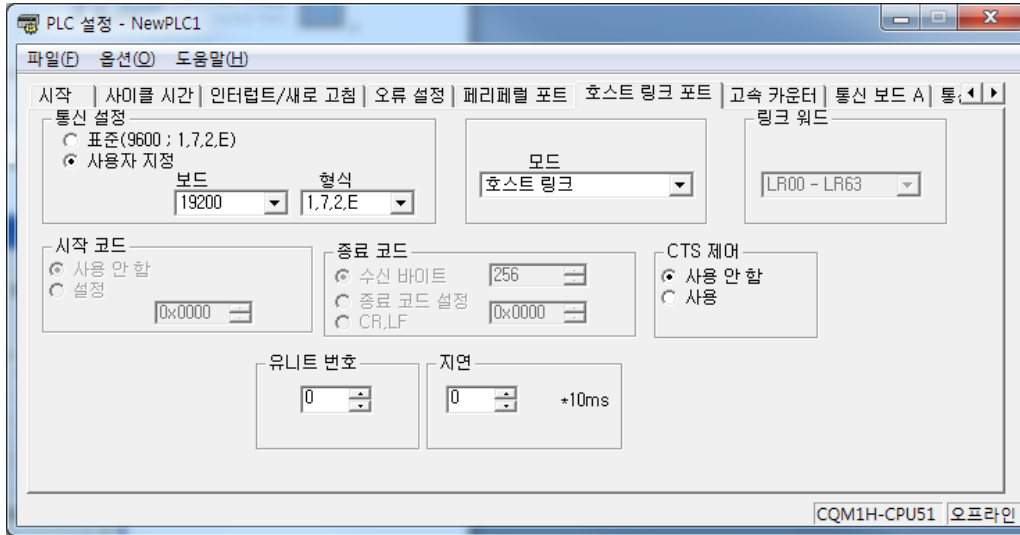 PLC 설정 - NewPLC1
파일(F) 옵션(O) 도움말(H)
시작 사이클 시간 인터럽트/새로 고침 오류 설정 페리페럴 포트 호스트 링크 포트 고속 카운터 통신 보드 A
통신 설정
표준(9600 ; 1,7,2,E)
사용자 지정
보드 형식
19200 1,7,2,E
모드
호스트 링크
링크 워드
LR00 - LR63
시작 코드
사용 안 함
설정
0x0000
종료 코드
수신 바이트 256
종료 코드 설정 0x0000
CR,LF
CTS 제어
사용 안 함
사용
유니트 번호
0
지연
0 *10ms
CQM1H-CPU51 오프라인